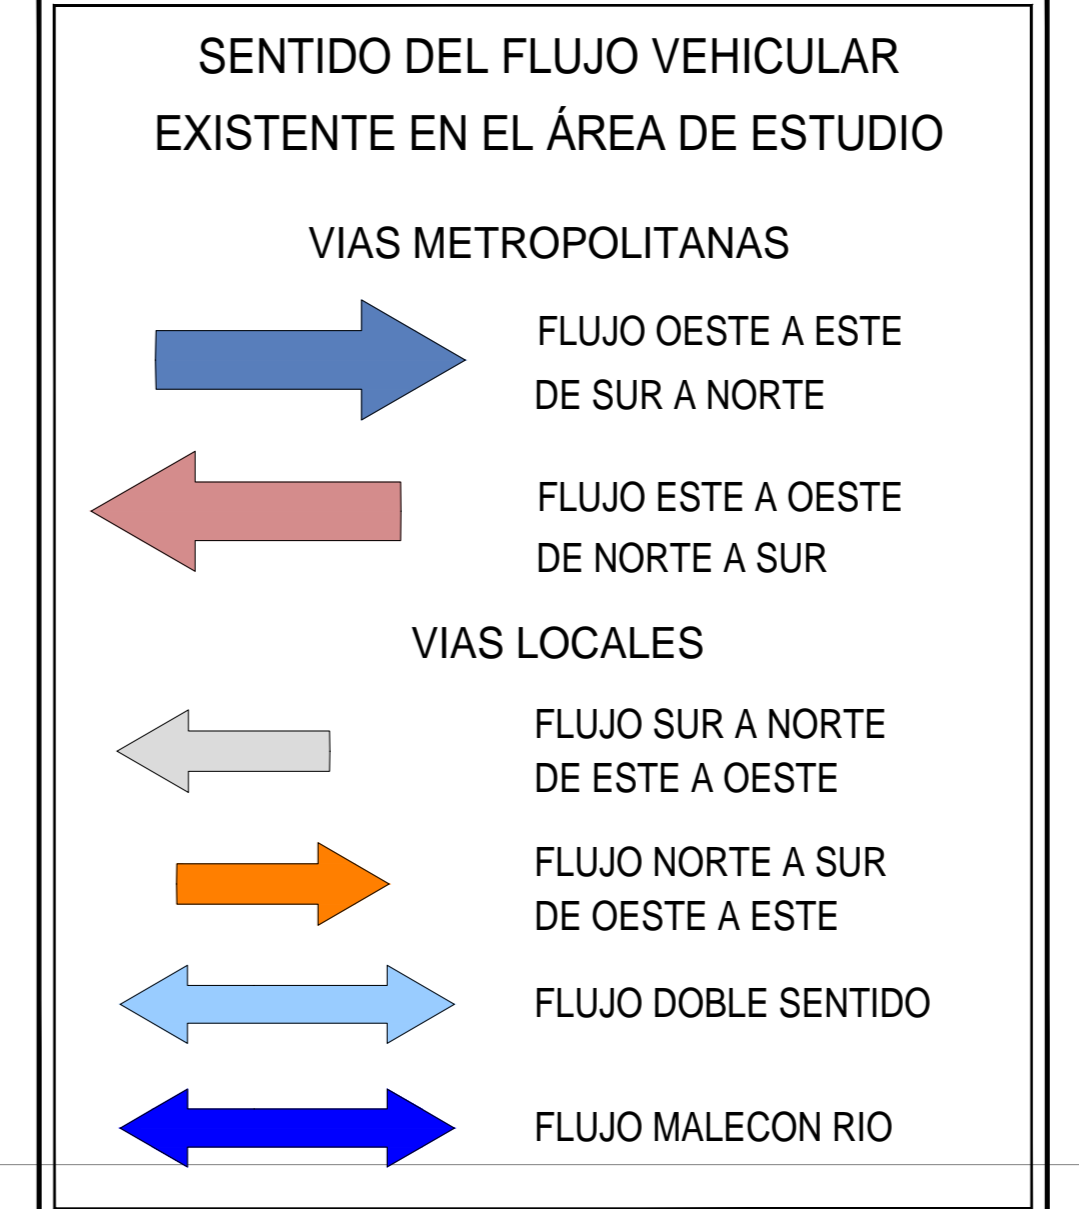 SENTIDO DEL FLUJO VEHICULAR
EXISTENTE EN EL ÁREA DE ESTUDIO
VIAS METROPOLITANAS
FLUJO OESTE A ESTE
DE SUR A NORTE
FLUJO ESTE A OESTE
DE NORTE A SUR
VIAS LOCALES
FLUJO SUR A NORTE
DE ESTE A OESTE
FLUJO NORTE A SUR
DE OESTE A ESTE
FLUJO DOBLE SENTIDO
FLUJO MALECON RIO